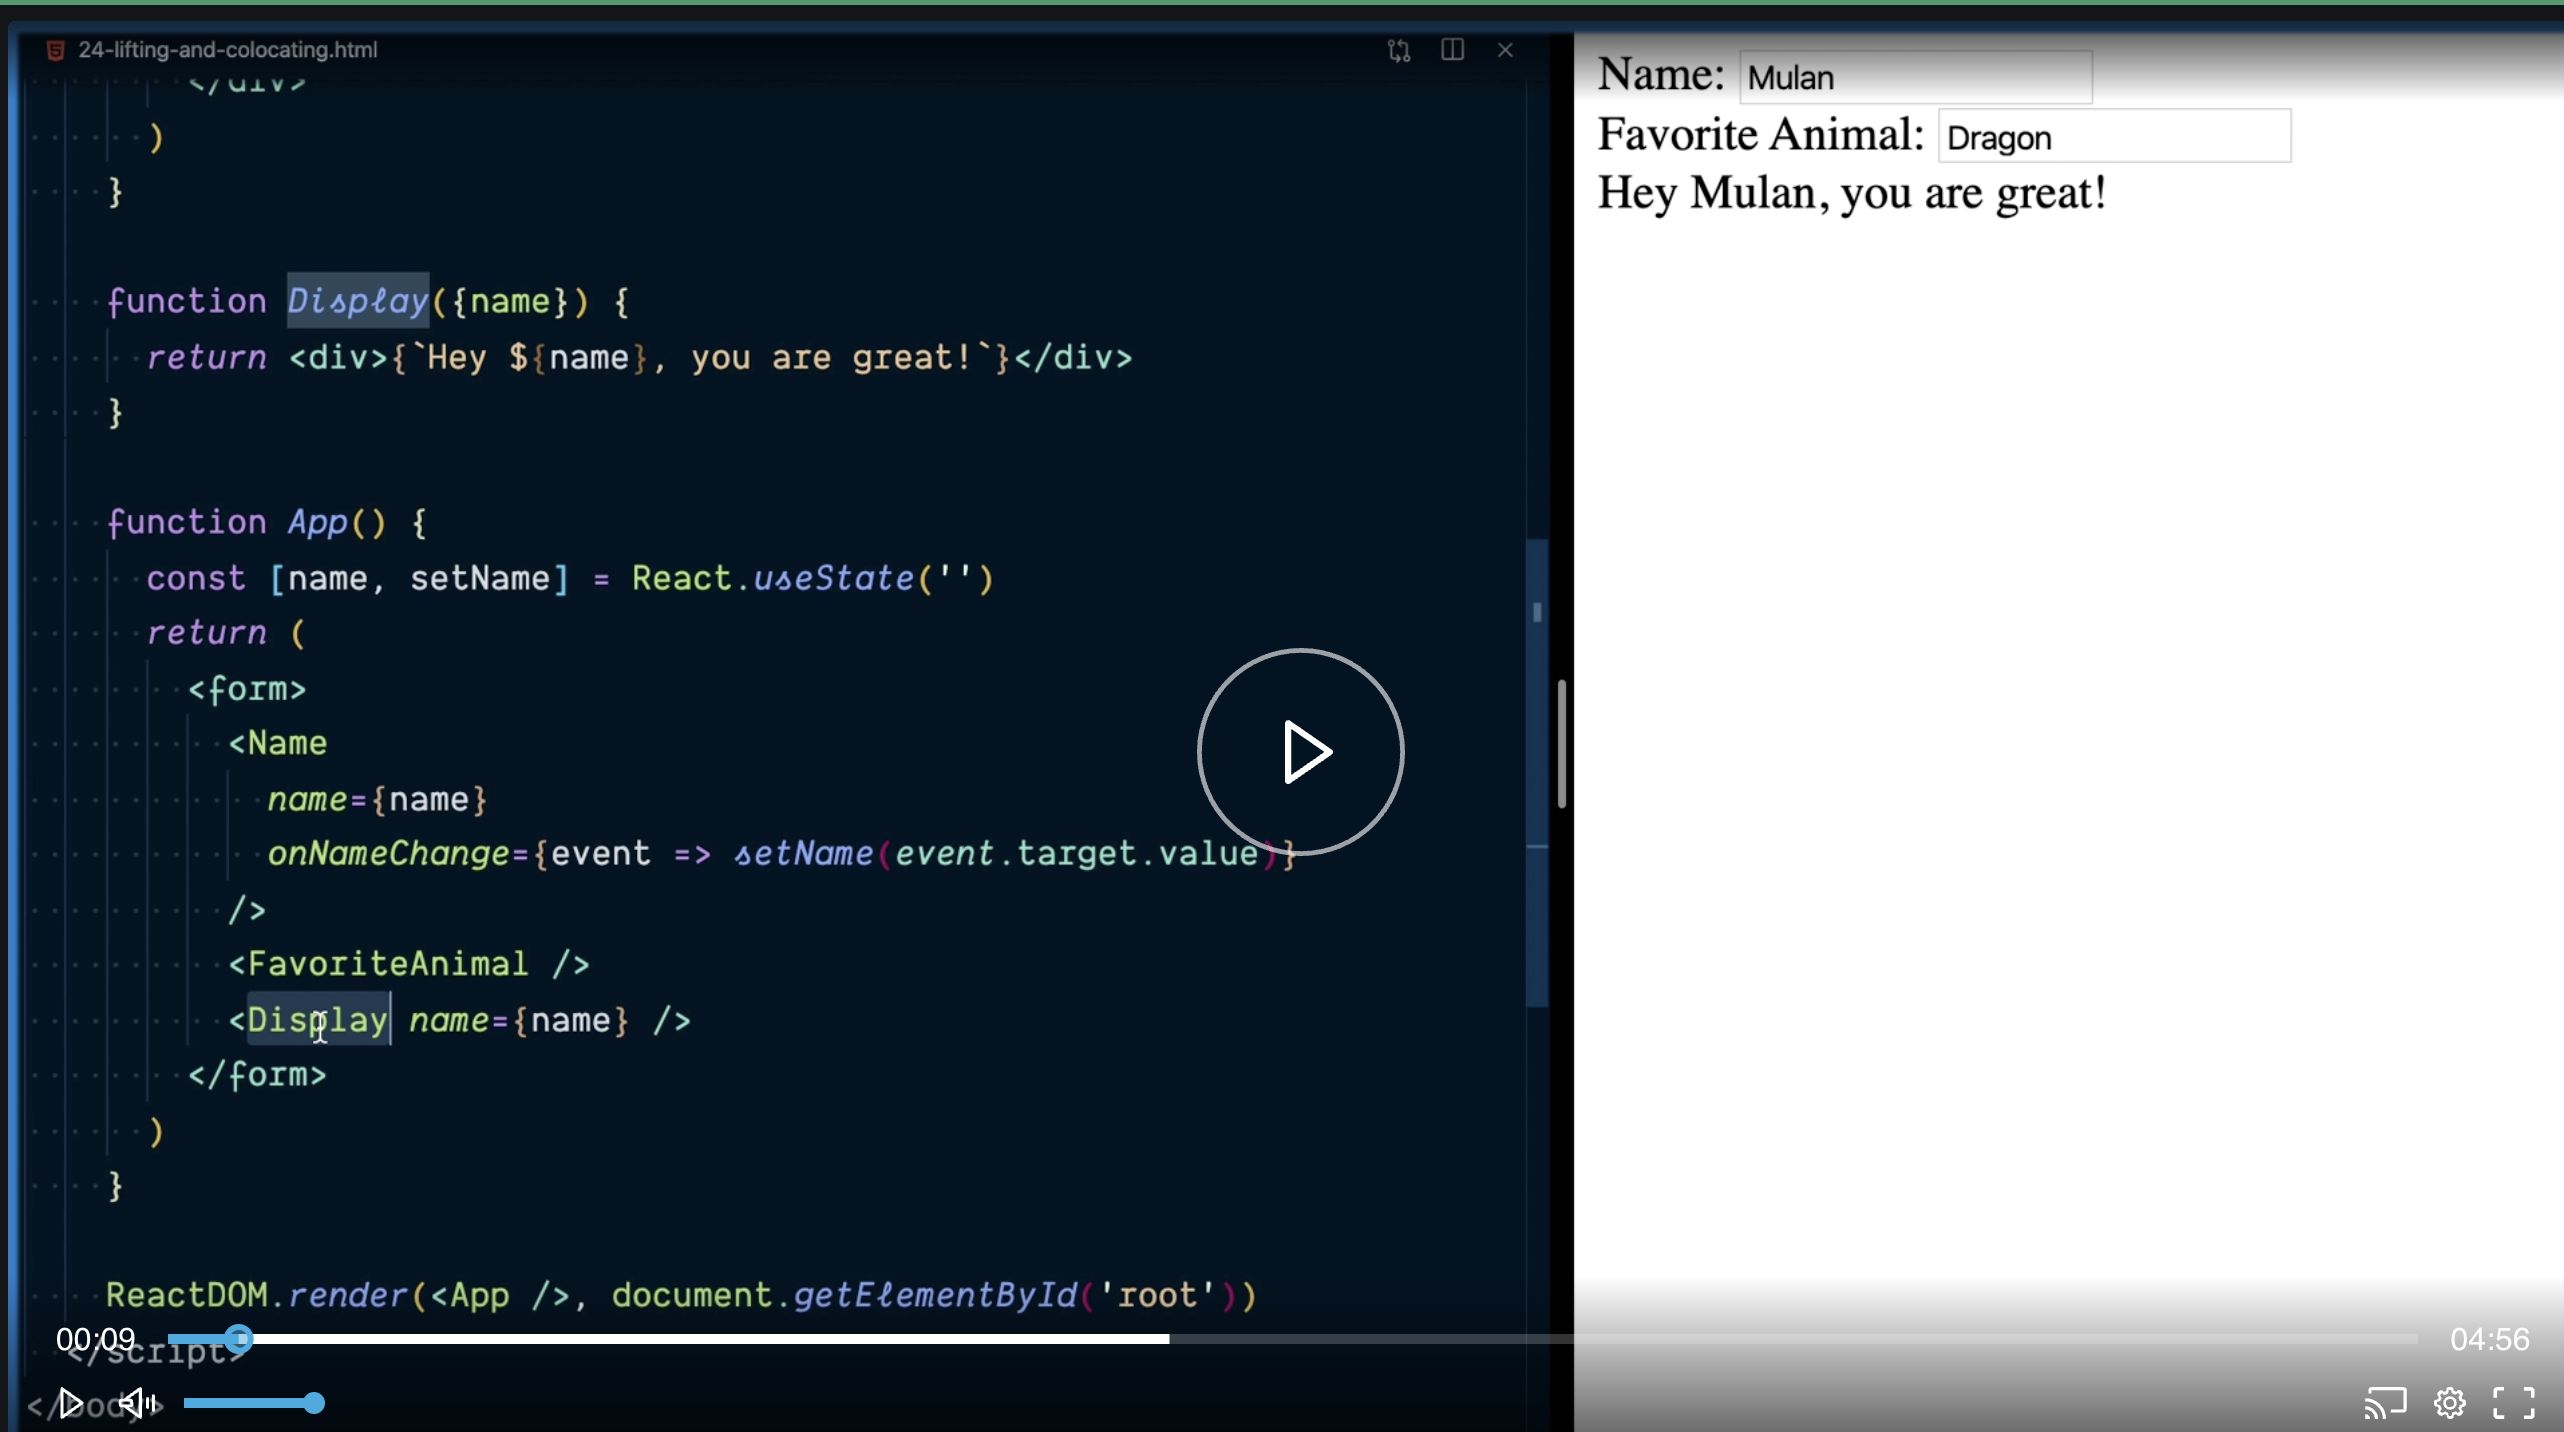 24-lifting-and-colocating.html
</div>
)
}
function Display({name}) {
return <div>{`Hey ${name}, you are great!`}</div>
}
function App() {
const [name, setName] = React.useState('')
return (
<form>
<Name
name={name}
onNameChange={event => setName(event.target.value)}
/>
<FavoriteAnimal />
<Display name={name} />
</form>
)
}
ReactDOM.render(<App />, document.getElementById('root'))
</script>
</body>
Name: Mulan
Favorite Animal: Dragon
Hey Mulan, you are great!
00:09
04:56